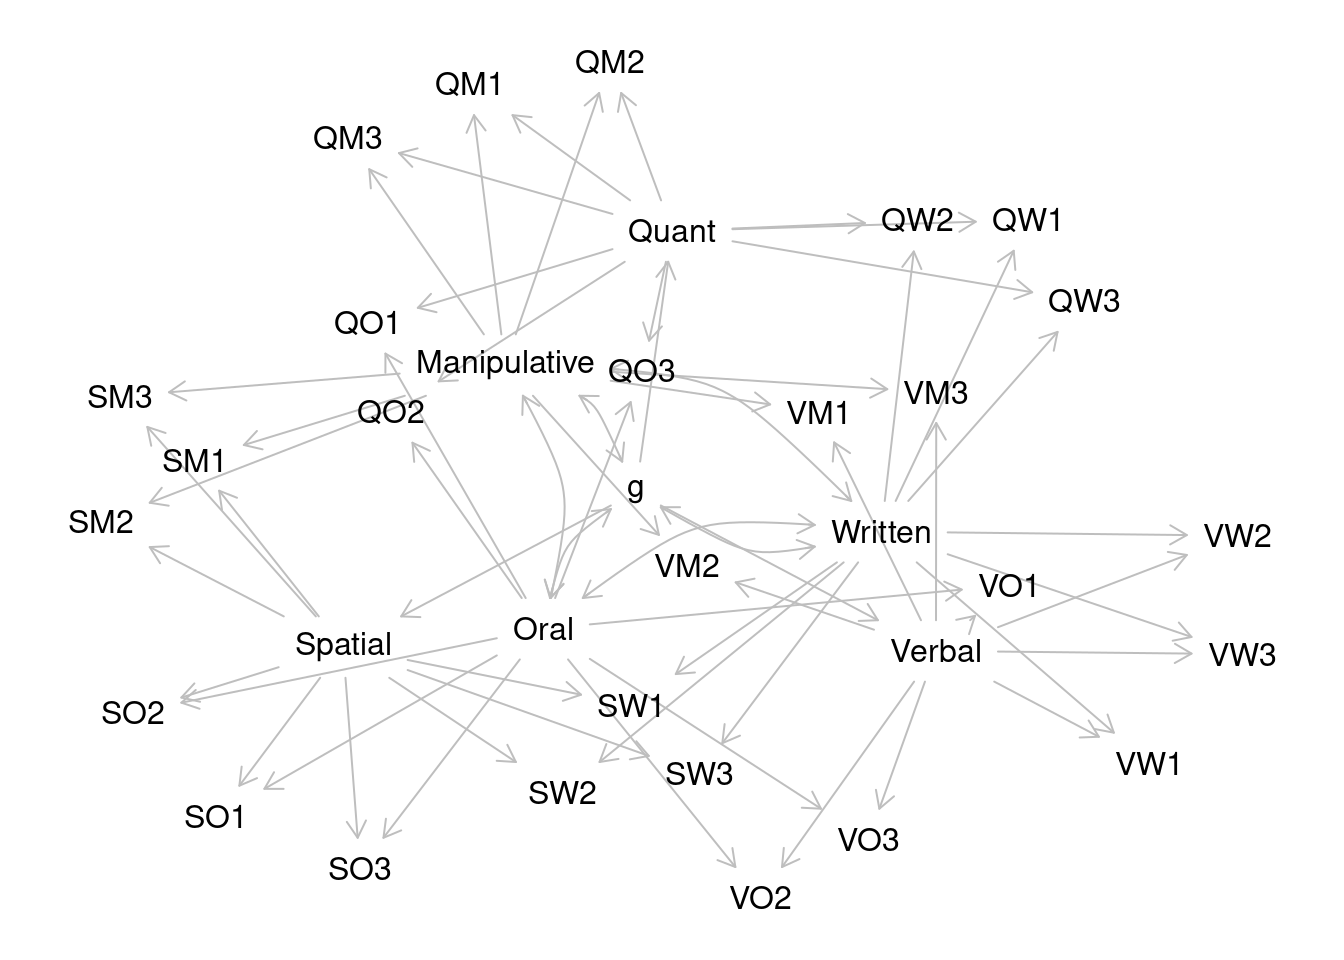 QM2
QM1
QM3
QW2
QW1
Quant
QW3
QO1
Manipulative
QO3
SM3
VM3
QO2
VM1
SM1
g
SM2
Written
VW2
VM2
VO1
Oral
Spatial
Verbal
VW3
SO2
SW1
SW3
VW1
SW2
SO1
VO3
SO3
VO2